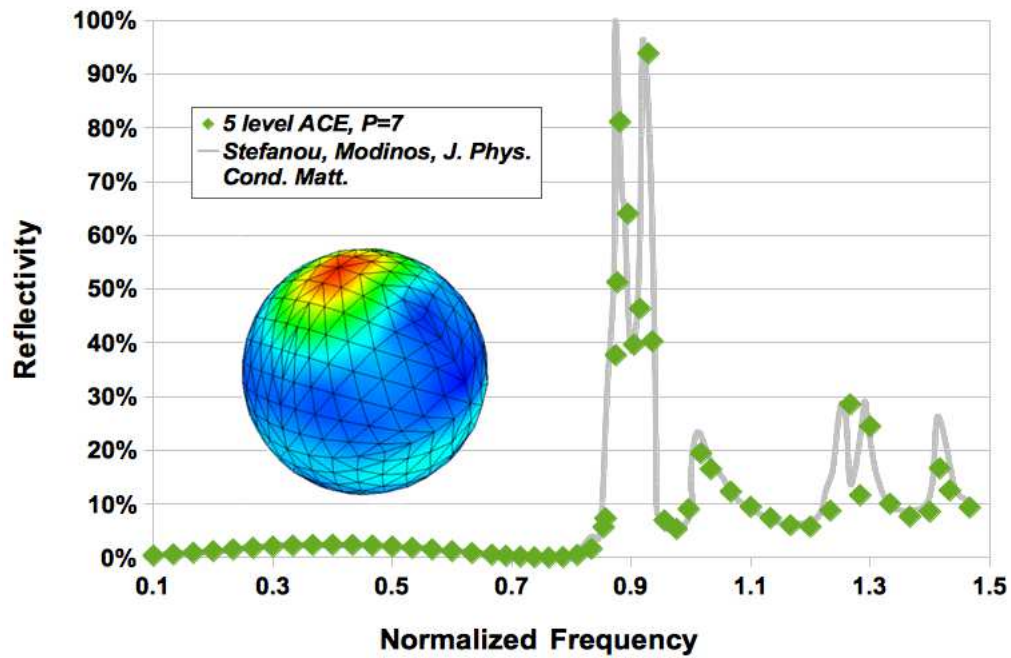 100%
90%
80%
70%
60%
50%
40%
30%
20%
10%
0%
Reflectivity
5 level ACE, P=7
Stefanou, Modinos, J. Phys.
Cond. Matt.
0.1 0.3 0.5 0.7 0.9 1.1 1.3 1.5
Normalized Frequency